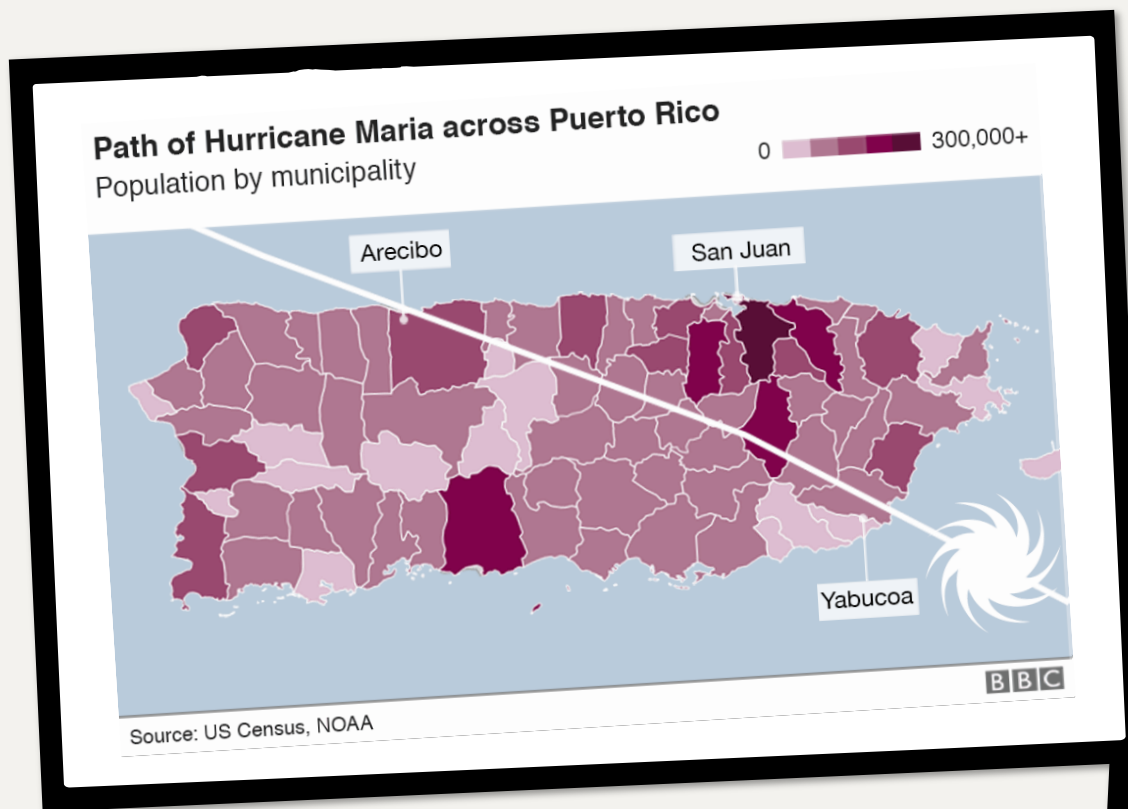 Path of Hurricane Maria across Puerto Rico
Population by municipality
0
300,000+
Arecibo
San Juan
Yabucoa
BBC
Source: US Census, NOAA